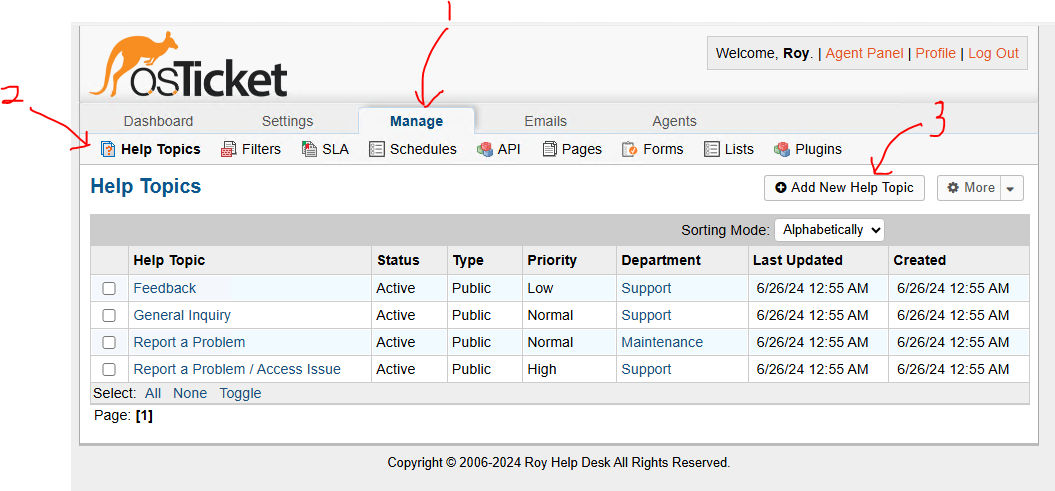 1
osTicket
Welcome, Roy. | Agent Panel | Profile | Log Out
2
Dashboard Settings Manage Emails Agents
3
Help Topics Filters SLA Schedules API Pages Forms Lists Plugins
Help Topics
Add New Help Topic More
Sorting Mode: Alphabetically
Help Topic Status Type Priority Department Last Updated Created
Feedback Active Public Low Support 6/26/24 12:55 AM 6/26/24 12:55 AM
General Inquiry Active Public Normal Support 6/26/24 12:55 AM 6/26/24 12:55 AM
Report a Problem Active Public Normal Maintenance 6/26/24 12:55 AM 6/26/24 12:55 AM
Report a Problem / Access Issue Active Public High Support 6/26/24 12:55 AM 6/26/24 12:55 AM
Select: All None Toggle
Page: [1]
Copyright © 2006-2024 Roy Help Desk All Rights Reserved.